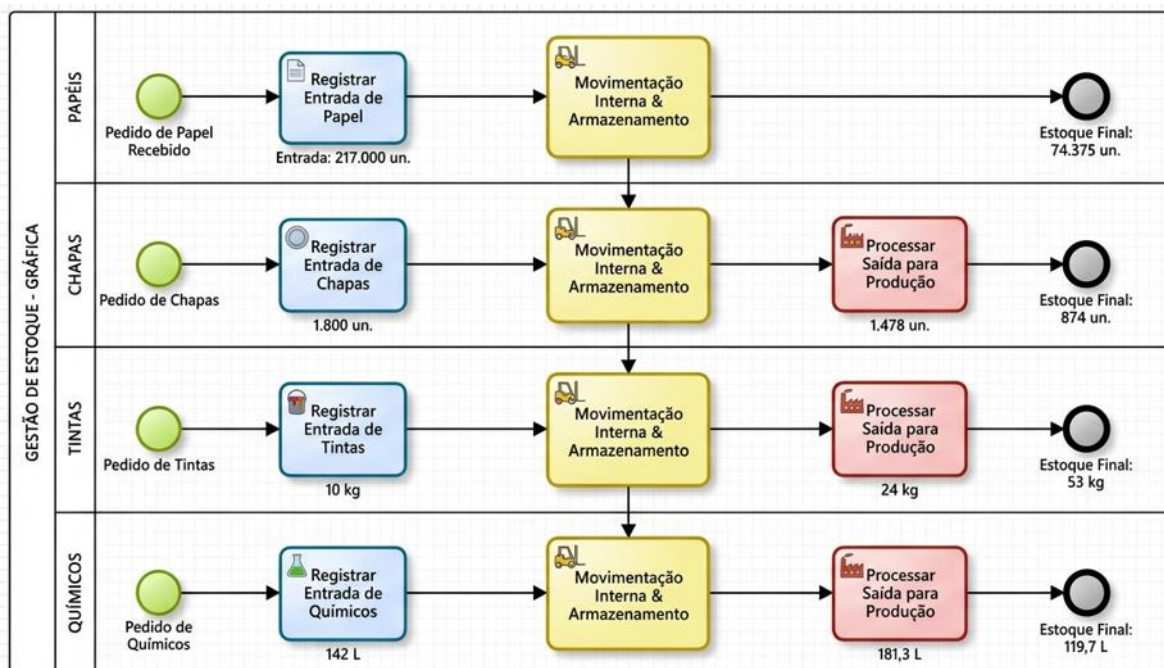 GESTÃO DE ESTOQUE - GRÁFICA
PAPÉIS
Pedido de Papel
Recebido
Registrar
Entrada de
Papel
Entrada: 217.000 un.
Movimentação
Interna &
Armazenamento
Estoque Final:
74.375 un.
CHAPAS
Pedido de Chapas
Registrar
Entrada de
Chapas
1.800 un.
Movimentação
Interna &
Armazenamento
Processar
Saída para
Produção
1.478 un.
Estoque Final:
874 un.
TINTAS
Pedido de Tintas
Registrar
Entrada de
Tintas
10 kg
Movimentação
Interna &
Armazenamento
Processar
Saída para
Produção
24 kg
Estoque Final:
53 kg
QUÍMICOS
Pedido de
Químicos
Registrar
Entrada de
Químicos
142 L
Movimentação
Interna &
Armazenamento
Processar
Saída para
Produção
181,3 L
Estoque Final:
119,7 L